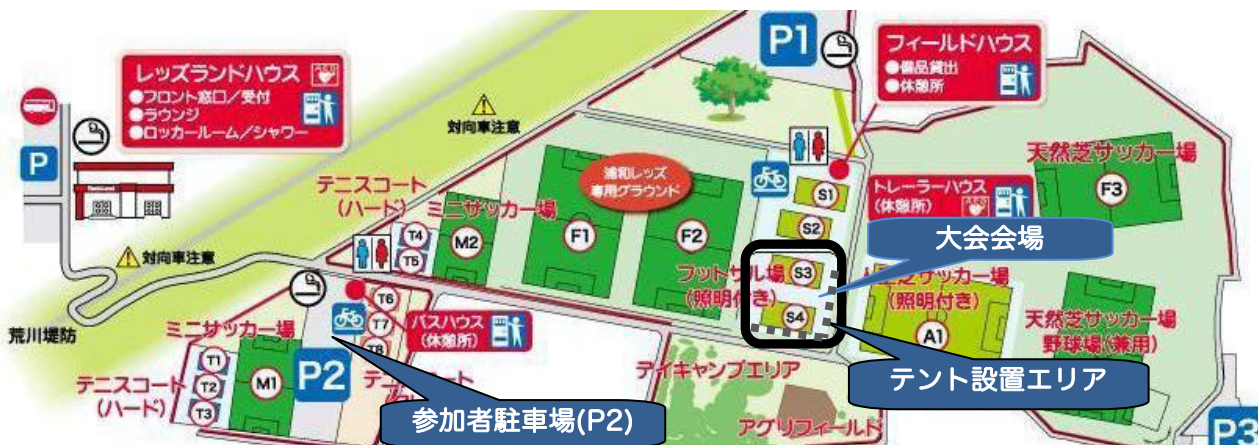 P1
レッズランドハウス
AED
●フロント窓口/受付
●ラウンジ
●ロッカールーム/シャワー
フィールドハウス
●備品貸出
●休憩所
対向車注意
P
浦和レッズ
専用グラウンド
天然芝サッカー場
F3
テニスコート
(ハード)
ミニサッカー場
T4
T5
M2
F1
F2
S1
S2
トレーラーハウス
(休憩所)
大会会場
対向車注意
フットサル場
(照明付き)
S3
S4
サッカー場
(照明付き)
A1
天然芝サッカー場
野球場(兼用)
荒川堤防
ミニサッカー場
T6
T7
T8
バスハウス
(休憩所)
T1
T2
T3
テニスコート
(ハード)
M1
P2
デイキャンプエリア
テント設置エリア
参加者駐車場(P2)
アグリフィールド
P3